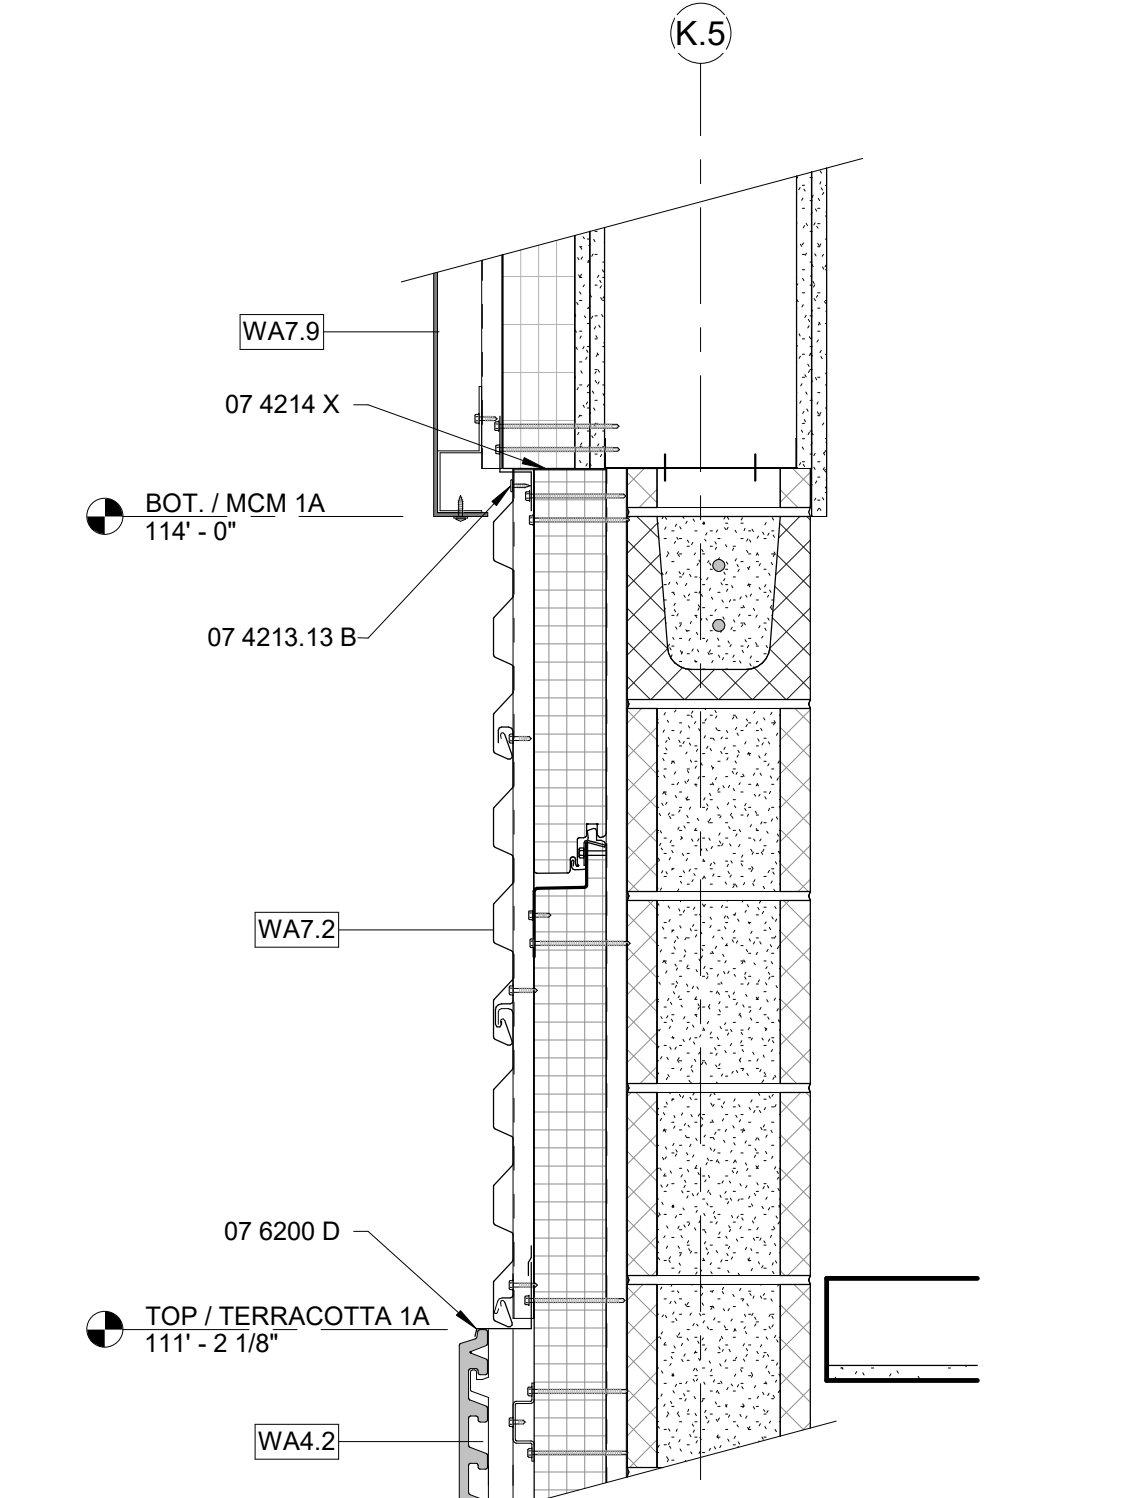 K.5
WA7.9
07 4214 X
BOT. / MCM 1A
114' - 0"
07 4213.13 B
WA7.2
07 6200 D
TOP / TERRACOTTA 1A
111' - 2 1/8"
WA4.2